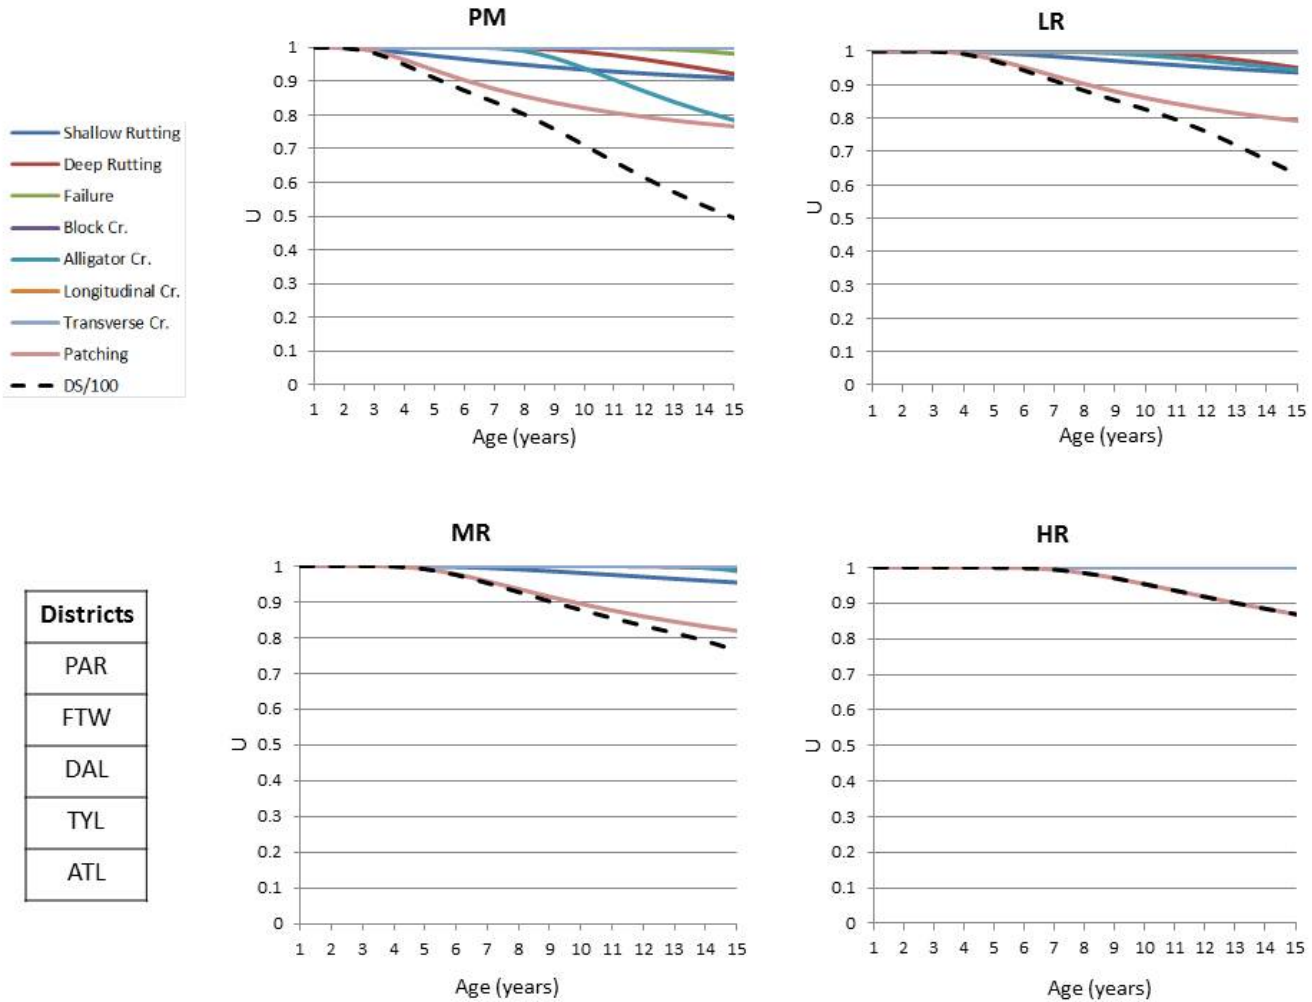 PM
1
0.9
0.8
0.7
0.6
0.5
0.4
0.3
0.2
0.1
0
U
1 2 3 4 5 6 7 8 9 10 11 12 13 14 15
Age (years)
LR
1
0.9
0.8
0.7
0.6
0.5
0.4
0.3
0.2
0.1
0
U
1 2 3 4 5 6 7 8 9 10 11 12 13 14 15
Age (years)
Shallow Rutting
Deep Rutting
Failure
Block Cr.
Alligator Cr.
Longitudinal Cr.
Transverse Cr.
Patching
DS/100
MR
1
0.9
0.8
0.7
0.6
0.5
0.4
0.3
0.2
0.1
0
U
1 2 3 4 5 6 7 8 9 10 11 12 13 14 15
Age (years)
HR
1
0.9
0.8
0.7
0.6
0.5
0.4
0.3
0.2
0.1
0
U
1 2 3 4 5 6 7 8 9 10 11 12 13 14 15
Age (years)
Districts
PAR
FTW
DAL
TYL
ATL